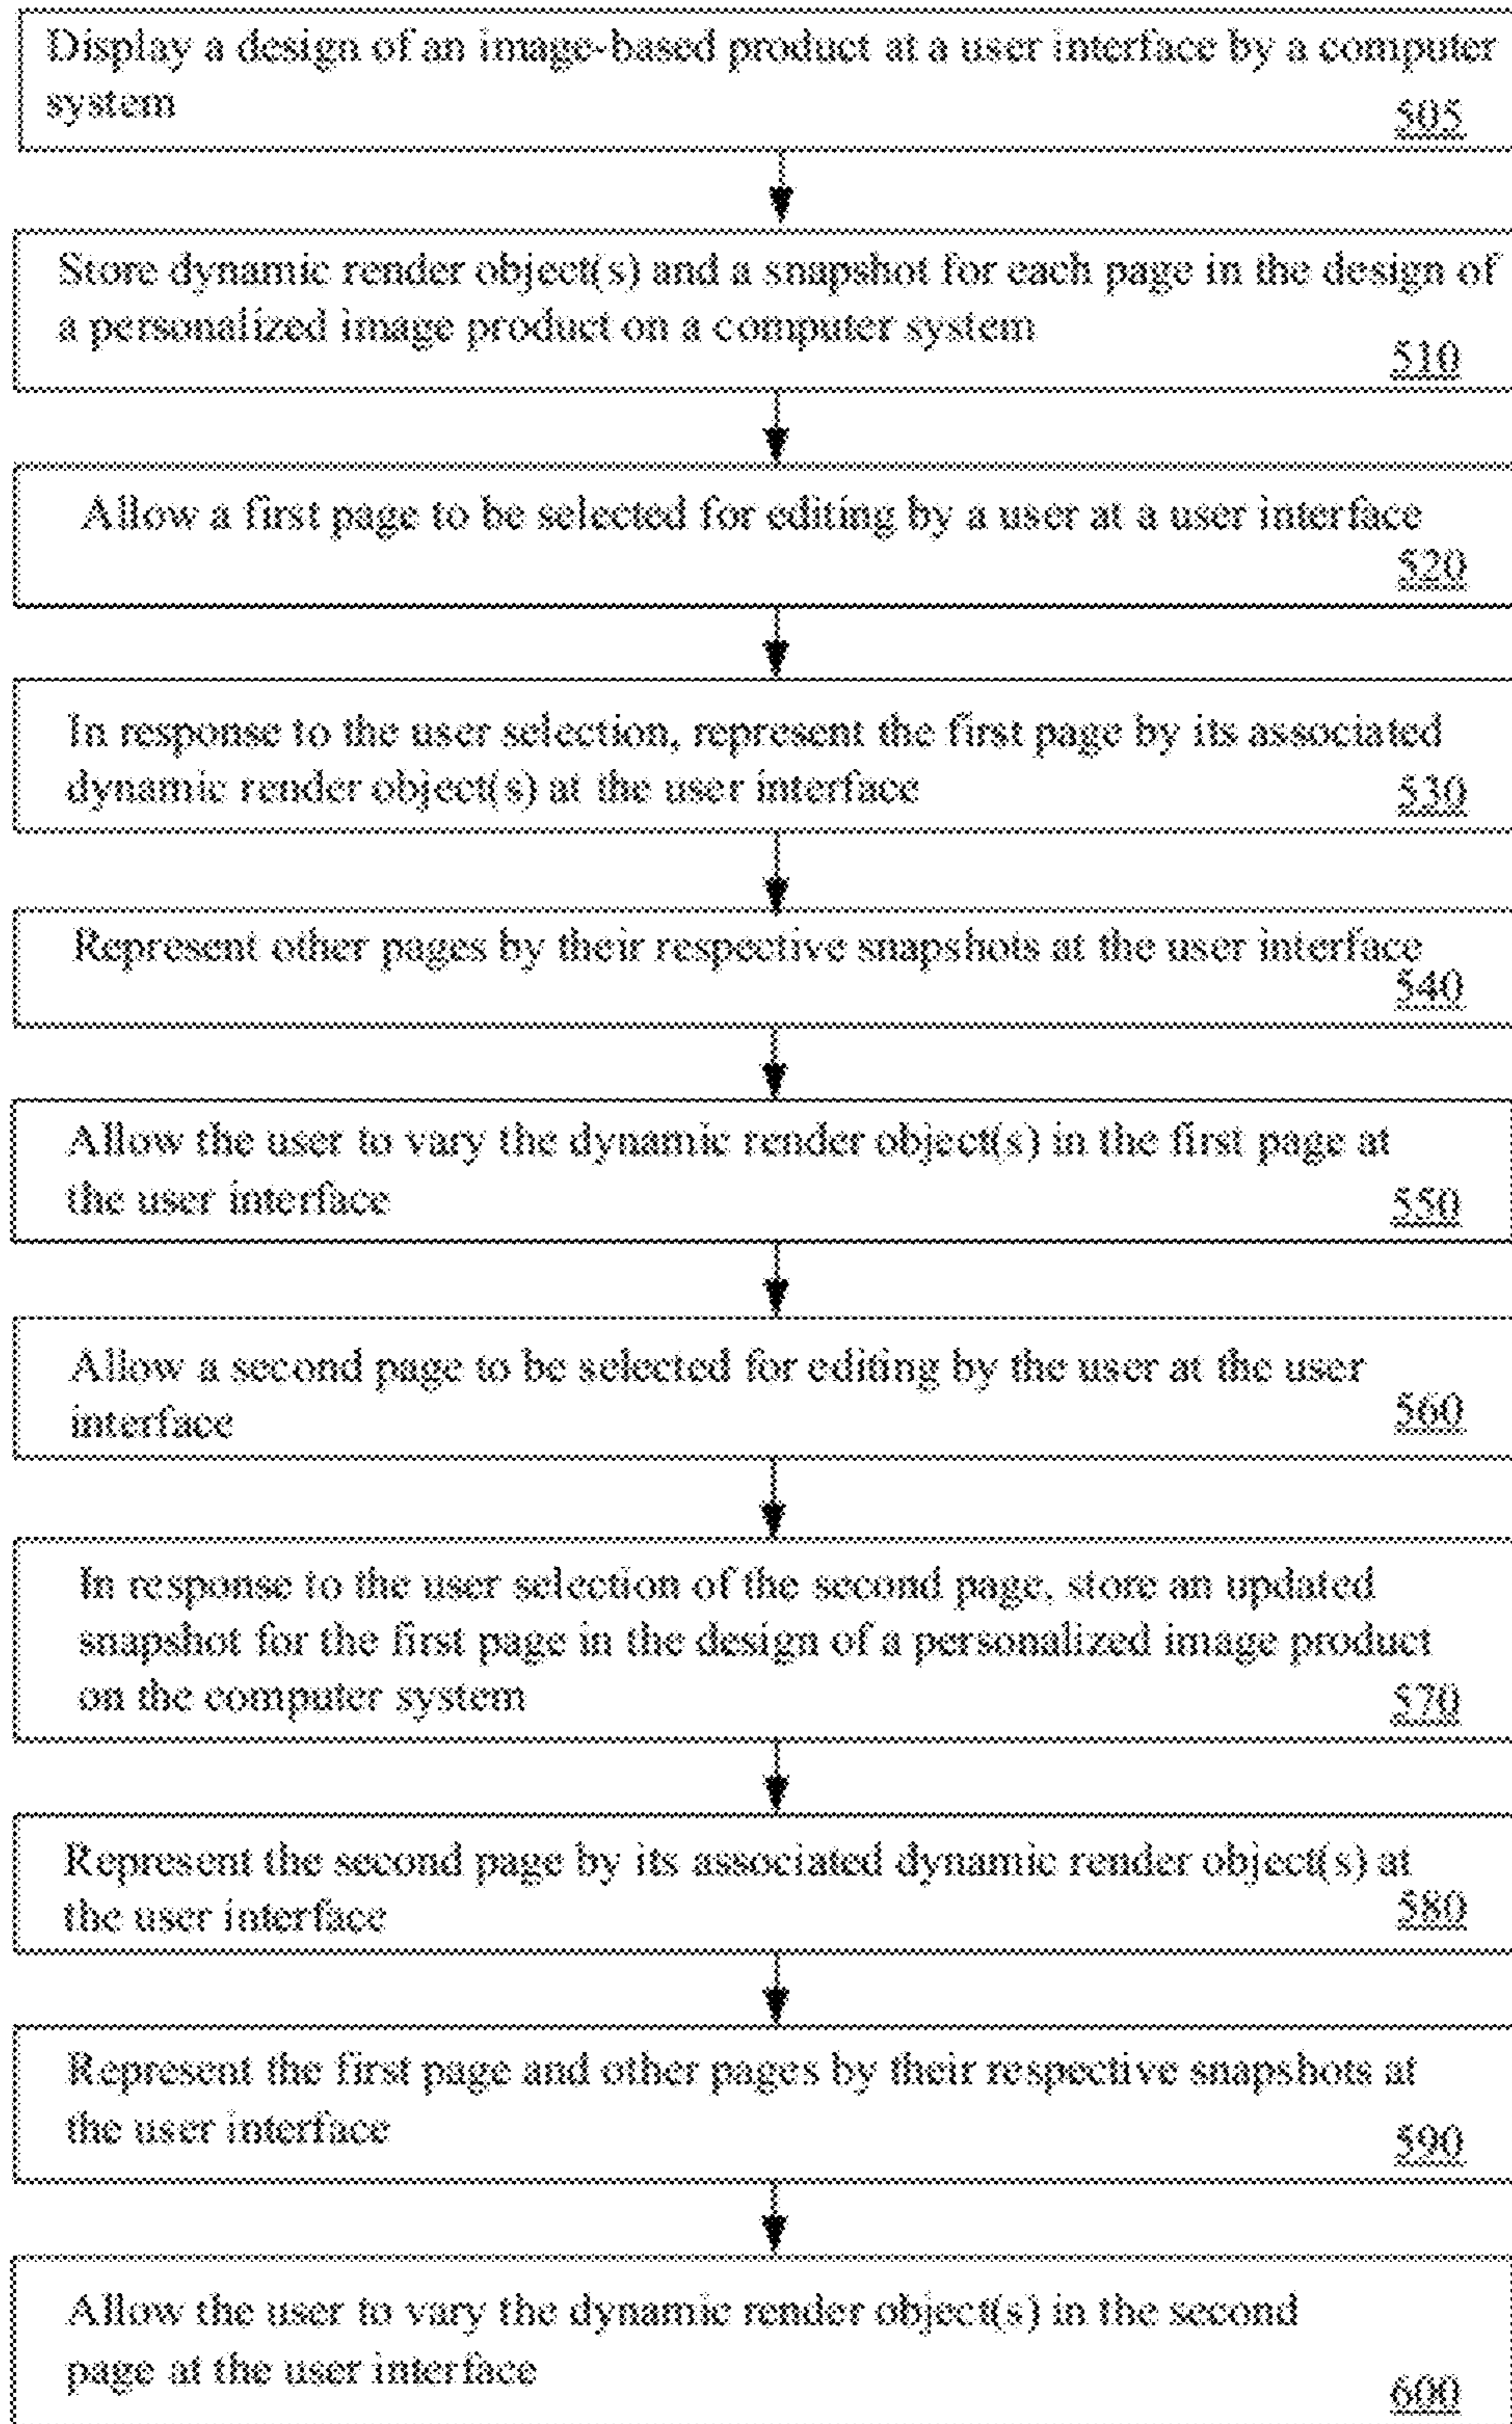 Display a design of an image-based product at a user interface by a computer
system
505
Store dynamic render object(s) and a snapshot for each page in the design of
a personalized image product on a computer system
510
Allow a first page to be selected for editing by a user at a user interface
520
In response to the user selection, represent the first page by its associated
dynamic render object(s) at the user interface
530
Represent other pages by their respective snapshots at the user interface
540
Allow the user to vary the dynamic render object(s) in the first page at
the user interface
550
Allow a second page to be selected for editing by the user at the user
interface
560
In response to the user selection of the second page, store an updated
snapshot for the first page in the design of a personalized image product
on the computer system
570
Represent the second page by its associated dynamic render object(s) at
the user interface
580
Represent the first page and other pages by their respective snapshots at
the user interface
590
Allow the user to vary the dynamic render object(s) in the second
page at the user interface
600